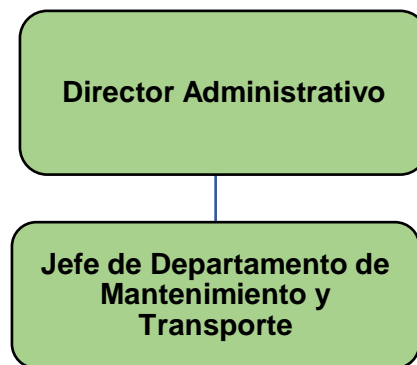 Director Administrativo
Jefe de Departamento de
Mantenimiento y
Transporte